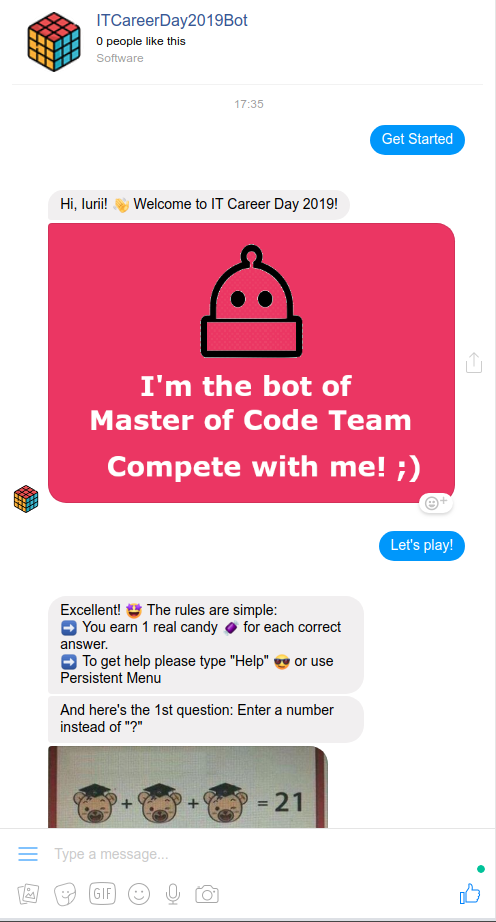 ITCareerDay2019Bot
0 people like this
Software
17:35
Get Started
Hi, Iurii! 👋 Welcome to IT Career Day 2019!
I'm the bot of
Master of Code Team
Compete with me! ;)
Let's play!
Excellent! 🤩 The rules are simple:
➡️ You earn 1 real candy 🍬 for each correct
answer.
➡️ To get help please type "Help" 😎 or use
Persistent Menu
And here's the 1st question: Enter a number
instead of "?"
+ + = 21
Type a message...
GIF